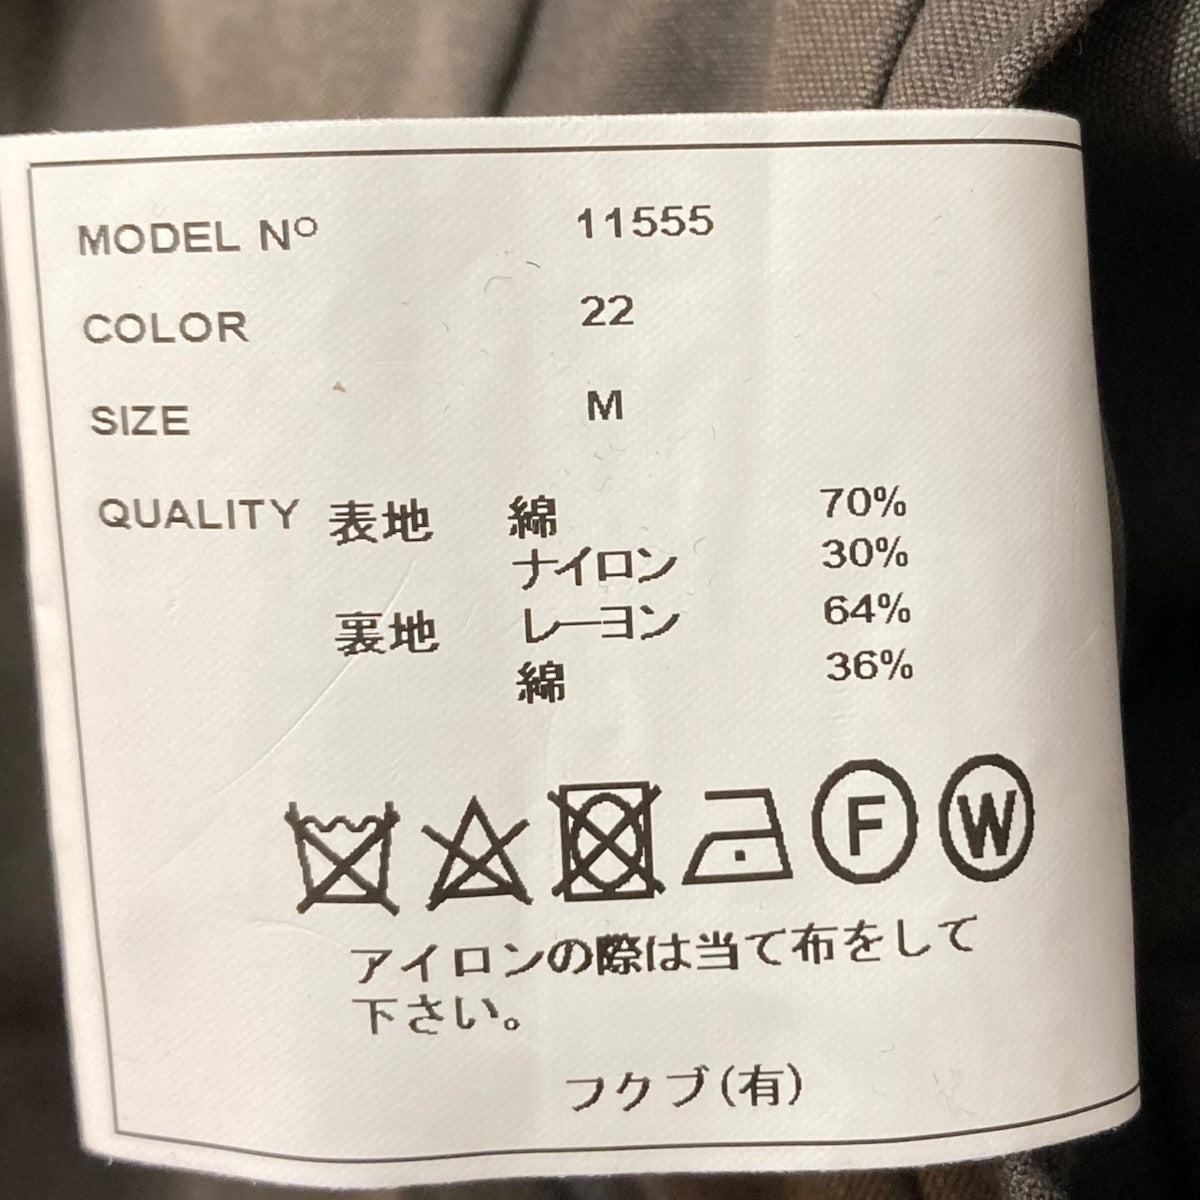 MODEL Nº 11555
COLOR 22
SIZE M
QUALITY 表地 綿 70%
ナイロン 30%
裏地 レーヨン 64%
綿 36%
F W
アイロンの際は当て布をして
下さい。
フクブ(有)